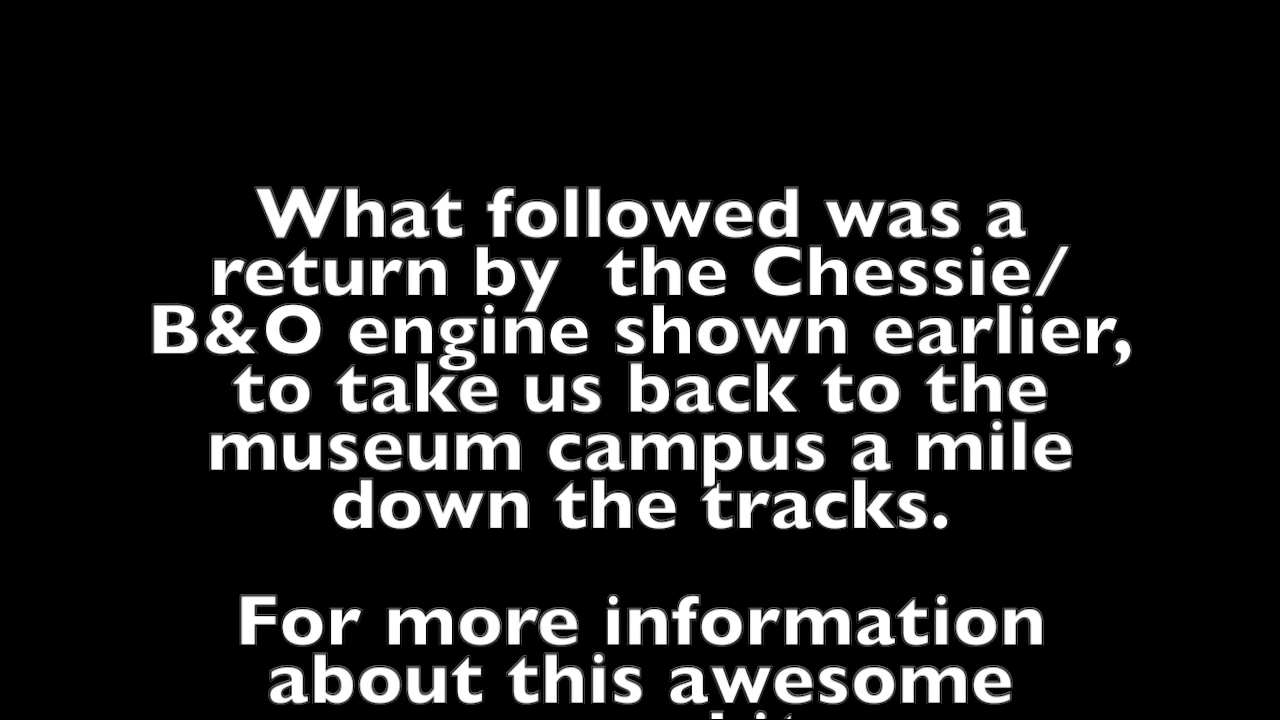 What followed was a
return by  the Chessie/
B&O engine shown earlier,
to take us back to the
museum campus a mile
down the tracks.
For more information
about this awesome